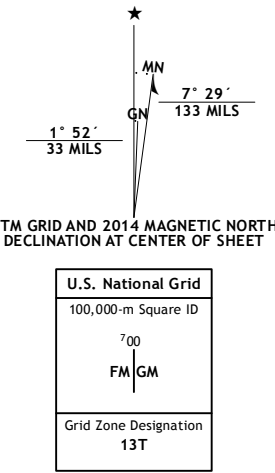 ★
MN
GN
7° 29´
133 MILS
1° 52´
33 MILS
TM GRID AND 2014 MAGNETIC NORTH
DECLINATION AT CENTER OF SHEET
U.S. National Grid
100,000-m Square ID
⁷00
FM GM
Grid Zone Designation
13T